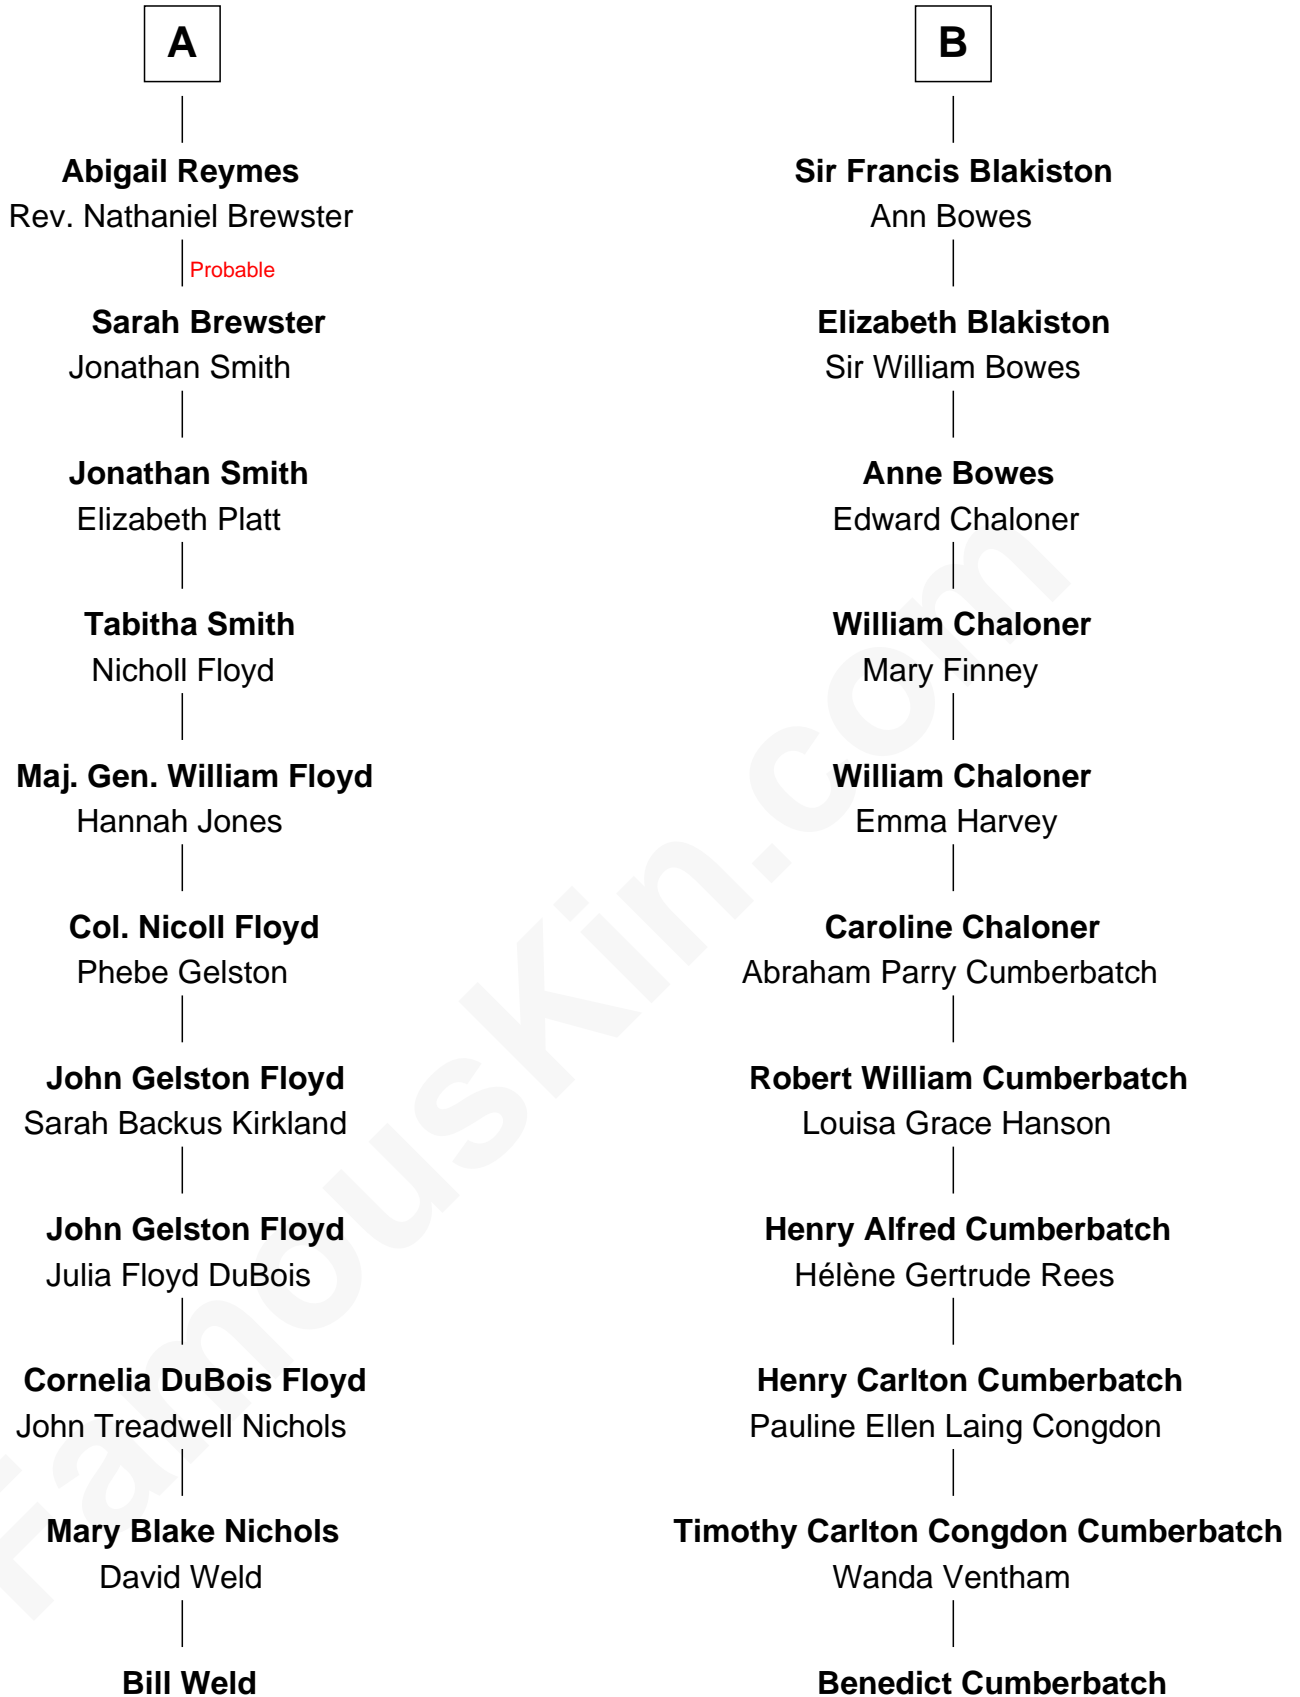 A
Abigail Reymes
Rev. Nathaniel Brewster
Probable
Sarah Brewster
Jonathan Smith
Jonathan Smith
Elizabeth Platt
Tabitha Smith
Nicholl Floyd
Maj. Gen. William Floyd
Hannah Jones
Col. Nicoll Floyd
Phebe Gelston
John Gelston Floyd
Sarah Backus Kirkland
John Gelston Floyd
Julia Floyd DuBois
Cornelia DuBois Floyd
John Treadwell Nichols
Mary Blake Nichols
David Weld
Bill Weld
B
Sir Francis Blakiston
Ann Bowes
Elizabeth Blakiston
Sir William Bowes
Anne Bowes
Edward Chaloner
William Chaloner
Mary Finney
William Chaloner
Emma Harvey
Caroline Chaloner
Abraham Parry Cumberbatch
Robert William Cumberbatch
Louisa Grace Hanson
Henry Alfred Cumberbatch
Hélène Gertrude Rees
Henry Carlton Cumberbatch
Pauline Ellen Laing Congdon
Timothy Carlton Congdon Cumberbatch
Wanda Ventham
Benedict Cumberbatch
FamousKin.com